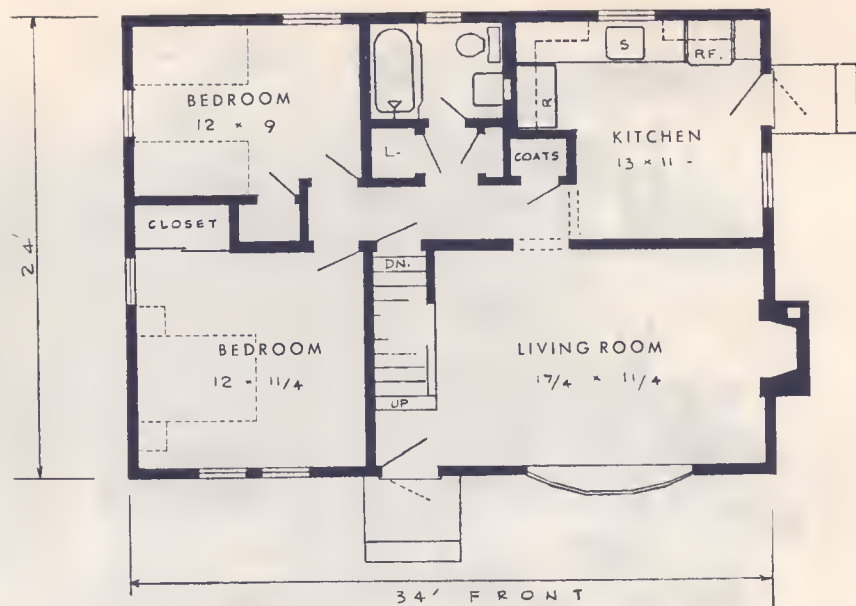 S
RF.
BEDROOM
12 × 9
R
KITCHEN
13 × 11 -
L-
COATS
CLOSET
24'
DN.
BEDROOM
12 × 11/4
LIVING ROOM
17/4 × 11/4
UP
34' FRONT